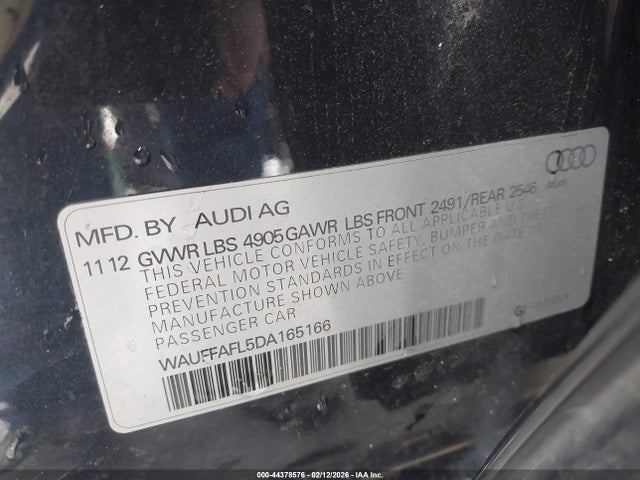 MFD. BY AUDI AG
Audi
11 12 GVWR LBS 4905 GAWR LBS FRONT 2491/REAR 2546
THIS VEHICLE CONFORMS TO ALL APPLICABLE U.S.
FEDERAL MOTOR VEHICLE SAFETY, BUMPER AND THEFT
PREVENTION STANDARDS IN EFFECT ON THE DATE OF
MANUFACTURE SHOWN ABOVE
PASSENGER CAR
WAUFFAFL5DA165166
GERMANY
000-44378576 - 02/12/2026 - IAA Inc.